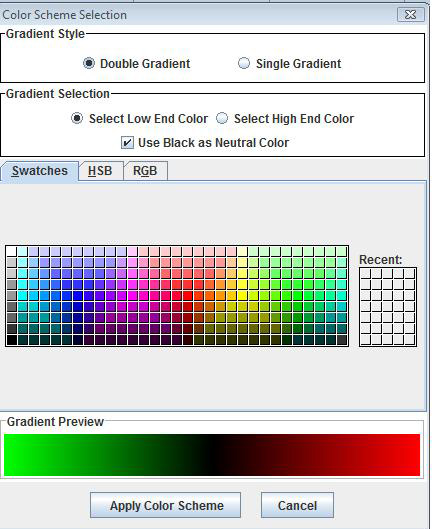 Color Scheme Selection
Gradient Style
Double Gradient Single Gradient
Gradient Selection
Select Low End Color Select High End Color
Use Black as Neutral Color
Swatches HSB RGB
Recent:
Gradient Preview
Apply Color Scheme Cancel